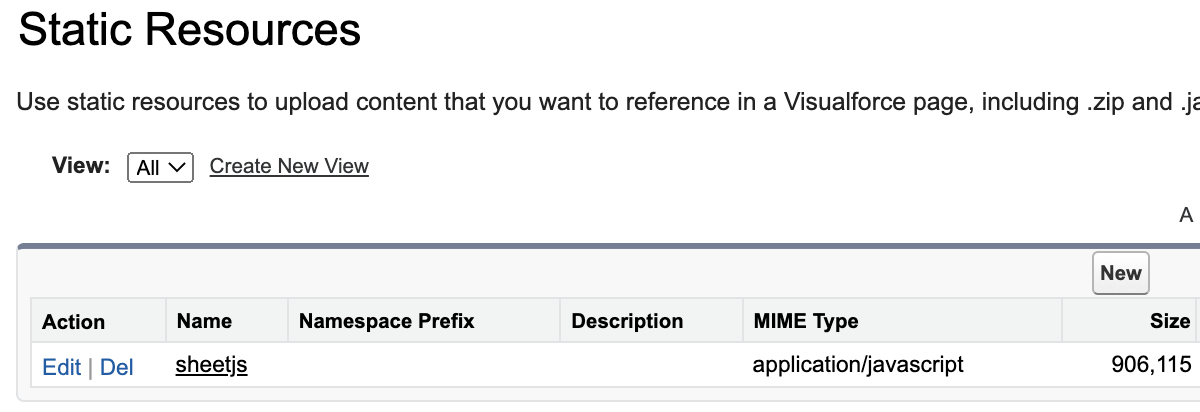 Static Resources
Use static resources to upload content that you want to reference in a Visualforce page, including .zip and .ja
View: All Create New View
A
New
Action Name Namespace Prefix Description MIME Type Size
Edit | Del sheetjs application/javascript 906,115